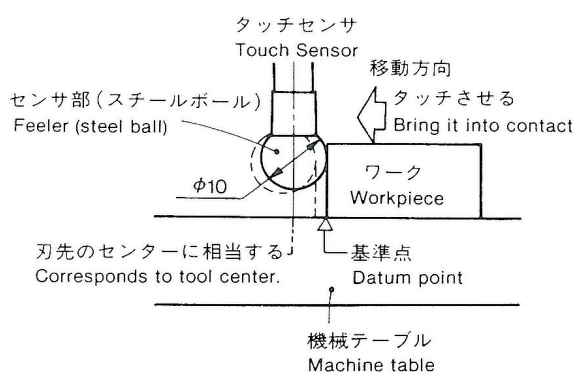 タッチセンサ
Touch Sensor
移動方向
センサ部(スチールボール)
Feeler (steel ball)
タッチさせる
Bring it into contact
φ10
ワーク
Workpiece
刃先のセンターに相当する
Corresponds to tool center.
基準点
Datum point
機械テーブル
Machine table